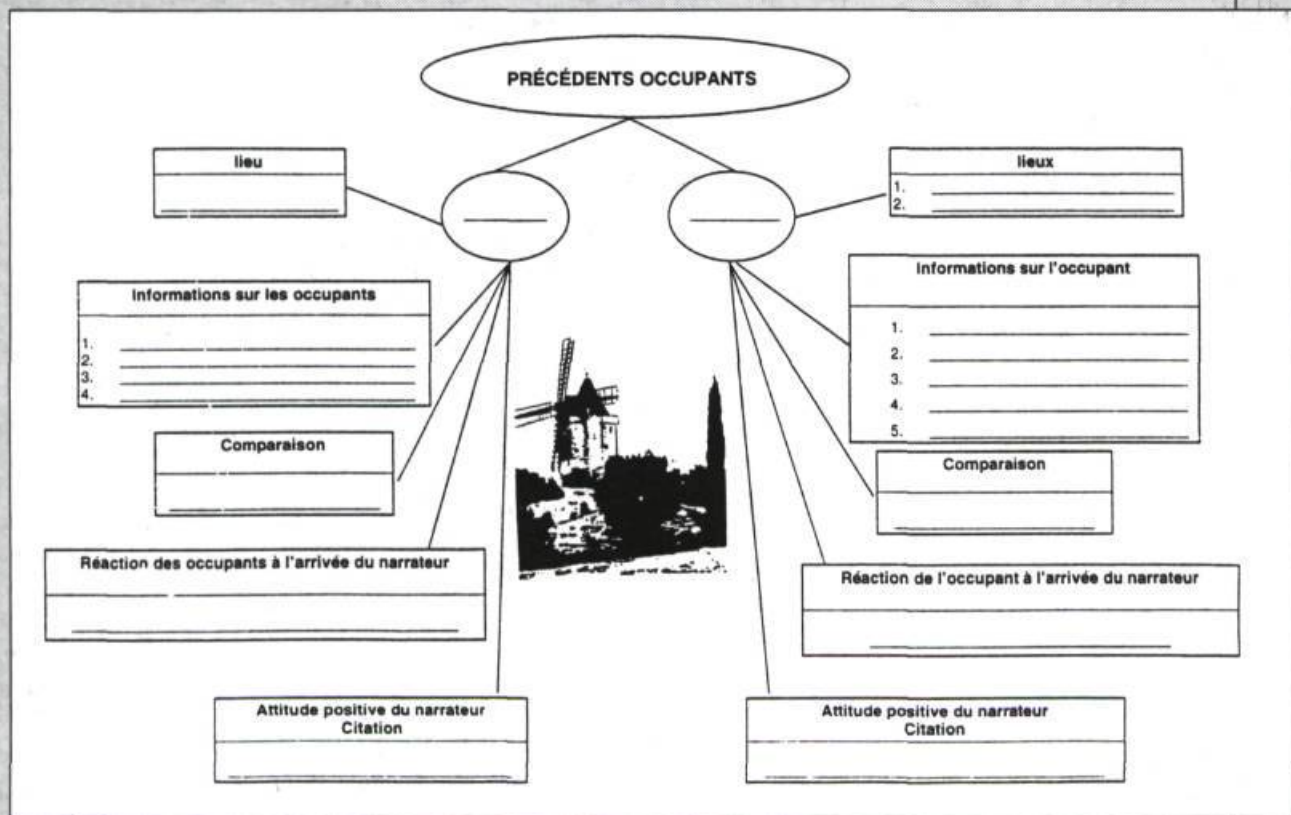 PRÉCÉDENTS OCCUPANTS
lieu
lieux
1.
2.
Informations sur les occupants
1.
2.
3.
4.
Informations sur l'occupant
1.
2.
3.
4.
5.
Comparaison
Comparaison
Réaction des occupants à l'arrivée du narrateur
Réaction de l'occupant à l'arrivée du narrateur
Attitude positive du narrateur
Citation
Attitude positive du narrateur
Citation